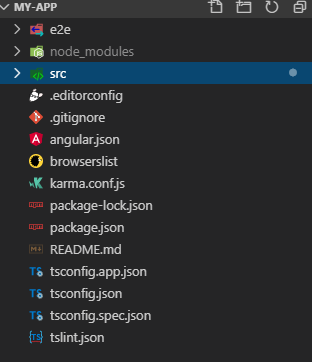 MY-APP
e2e
node_modules
src
.editorconfig
.gitignore
angular.json
browserslist
karma.conf.js
package-lock.json
package.json
README.md
tsconfig.app.json
tsconfig.json
tsconfig.spec.json
tslint.json